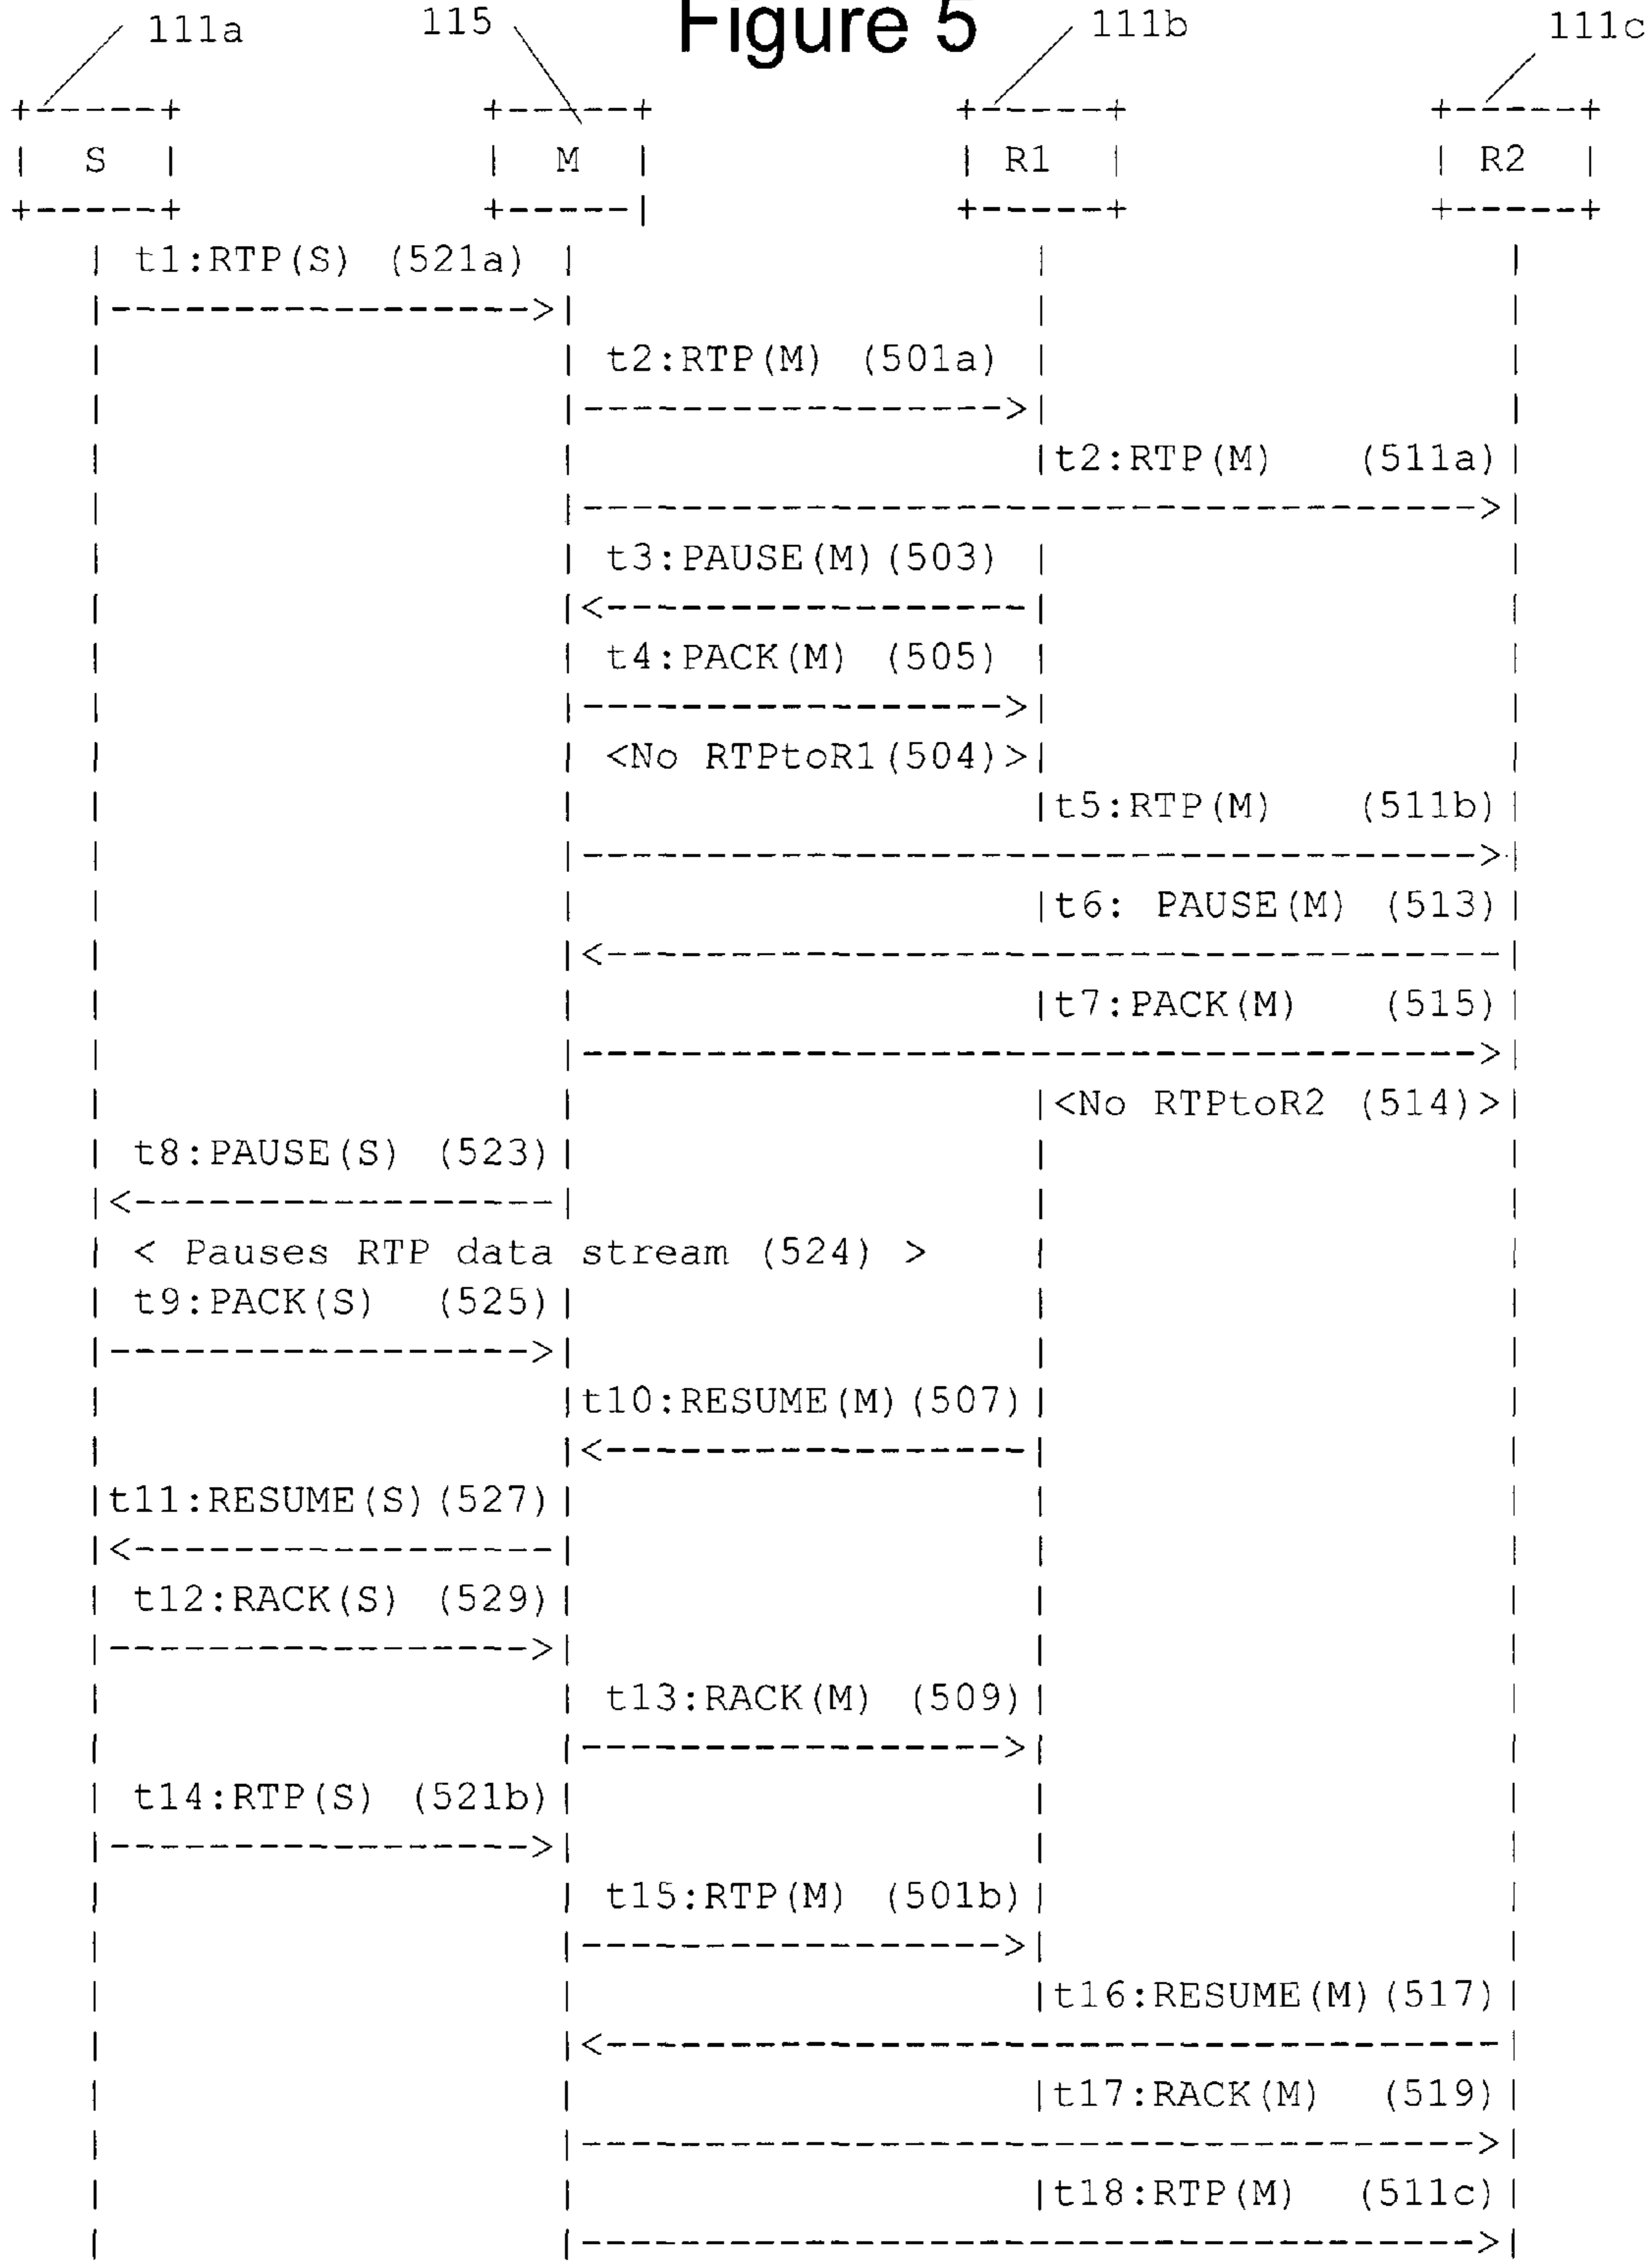 Figure 5
111a 115 111b 111c
+-----+ +-----+ +-----+ +-----+
| S | | M | | R1 | | R2 |
+-----+ +-----| +-----+ +-----+
t1:RTP(S) (521a)
t2:RTP(M) (501a)
t2:RTP(M) (511a)
t3:PAUSE(M)(503)
t4:PACK(M) (505)
<No RTPtoR1(504)>
t5:RTP(M) (511b)
t6: PAUSE(M) (513)
t7:PACK(M) (515)
<No RTPtoR2 (514)>
t8:PAUSE(S) (523)
< Pauses RTP data stream (524) >
t9:PACK(S) (525)
t10:RESUME(M)(507)
t11:RESUME(S)(527)
t12:RACK(S) (529)
t13:RACK(M) (509)
t14:RTP(S) (521b)
t15:RTP(M) (501b)
t16:RESUME(M)(517)
t17:RACK(M) (519)
t18:RTP(M) (511c)